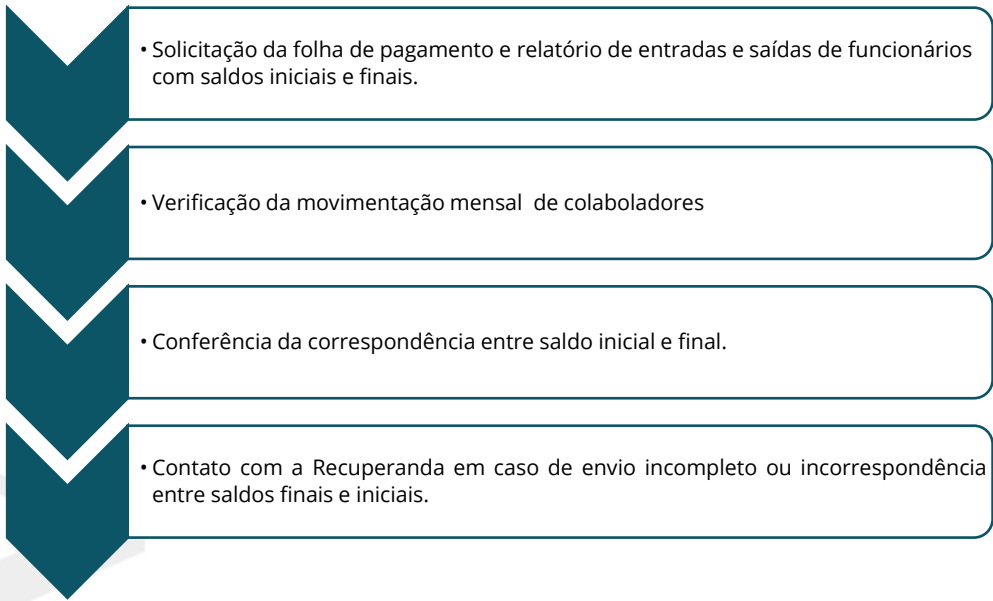 • Solicitação da folha de pagamento e relatório de entradas e saídas de funcionários
com saldos iniciais e finais.
• Verificação da movimentação mensal  de colaboladores
• Conferência da correspondência entre saldo inicial e final.
• Contato com a Recuperanda em caso de envio incompleto ou incorrespondência
entre saldos finais e iniciais.